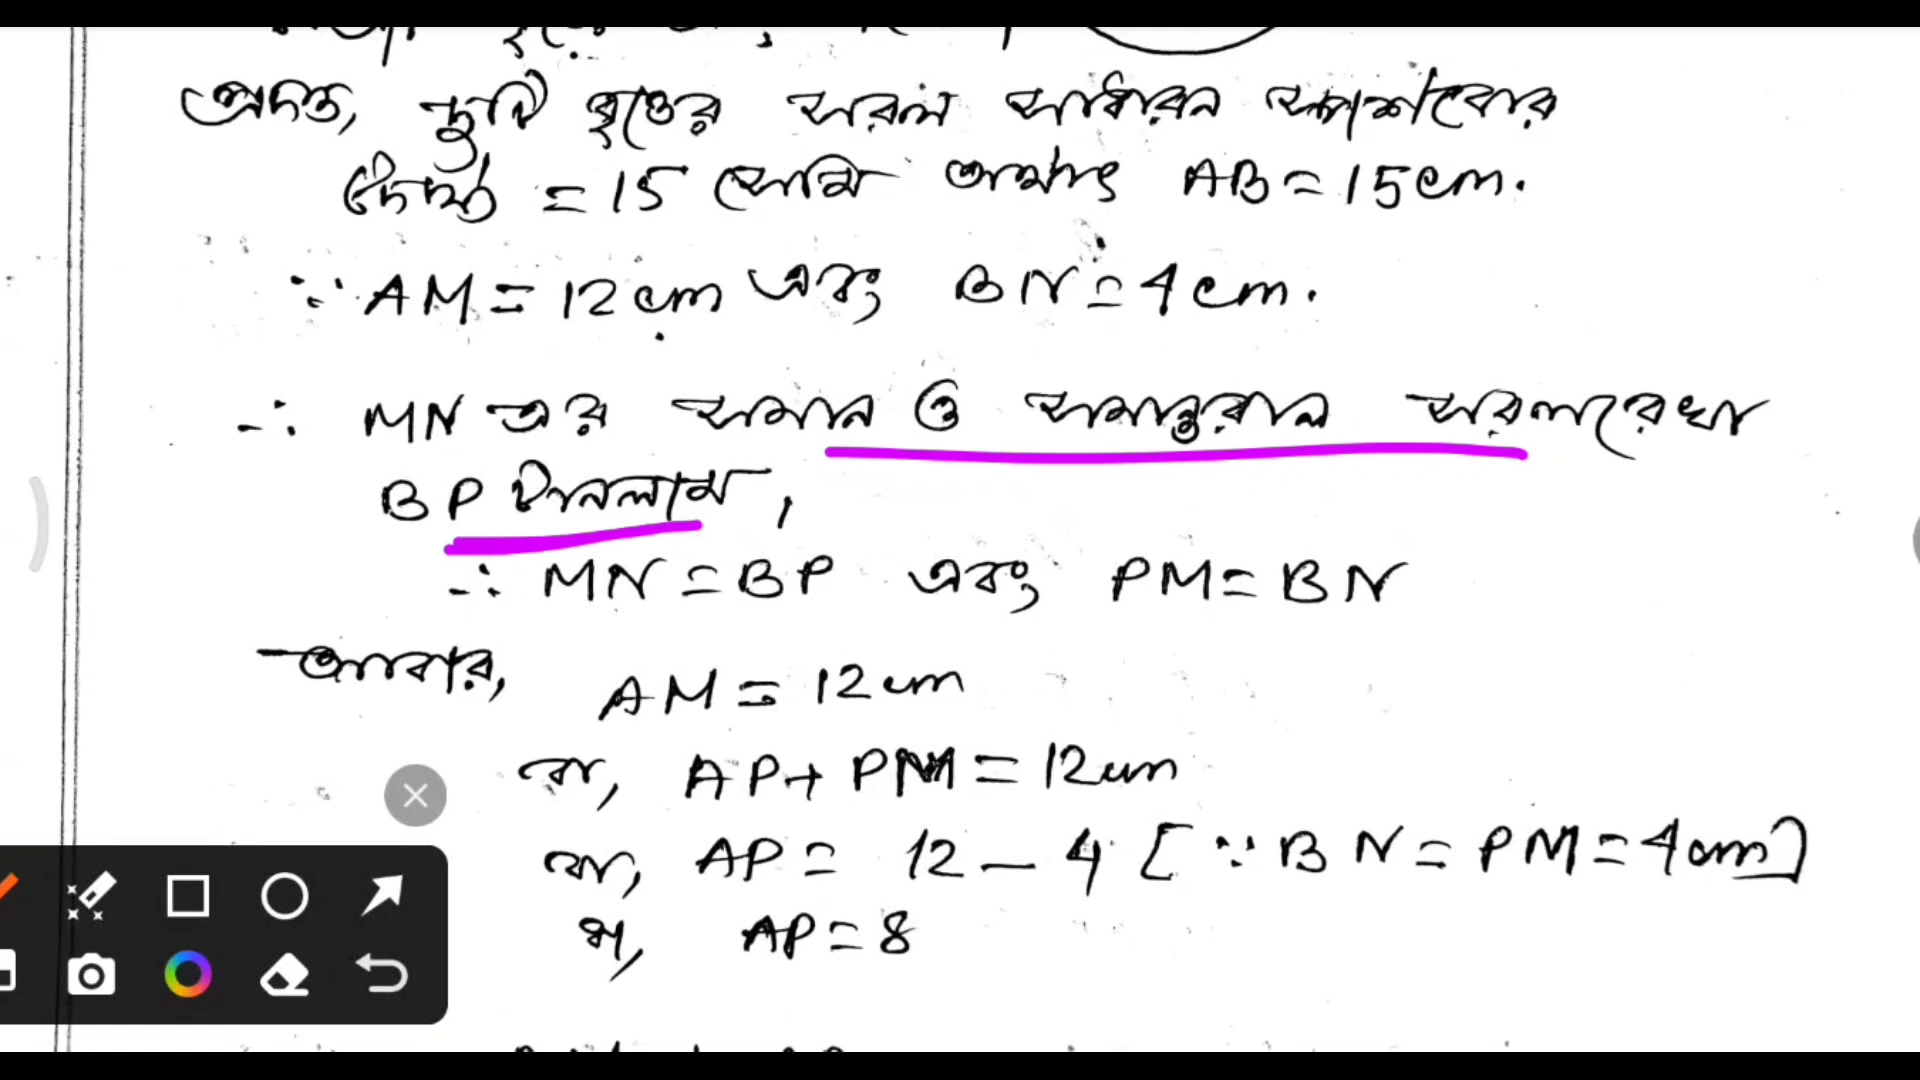 প্রদত্ত, দুটি বৃত্তের সরল সাধারন স্পর্শকের
দৈর্ঘ্য = 15 সেমি অর্থাৎ AB = 15cm.
∵ AM = 12cm এবং BN = 4cm.
∴ MN এর সমান ও সমান্তরাল সরলরেখা
BP টানলাম,
∴ MN = BP এবং PM = BN
আবার, AM = 12cm
বা, AP + PM = 12cm
বা, AP = 12 - 4 [∵ BN = PM = 4cm]
বা, AP = 8